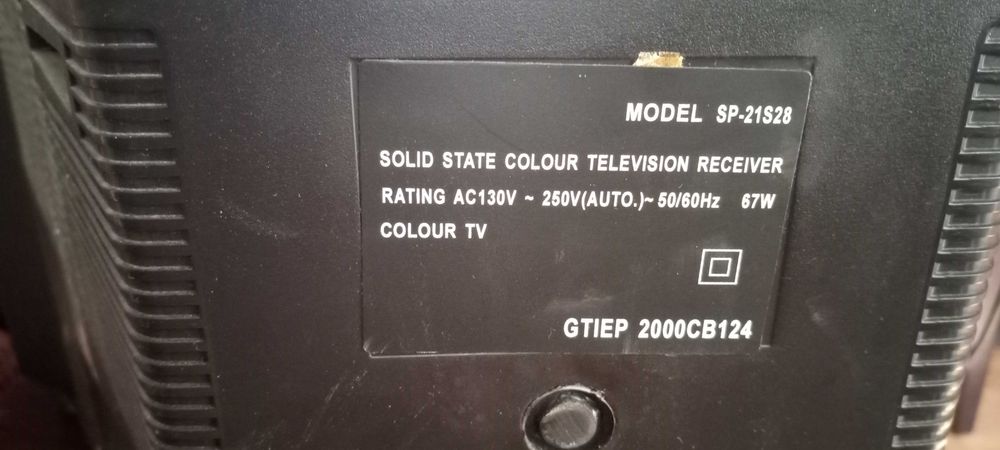 MODEL SP-21S28
SOLID STATE COLOUR TELEVISION RECEIVER
RATING AC130V ~ 250V(AUTO.)~ 50/60Hz 67W
COLOUR TV
GTIEP 2000CB124